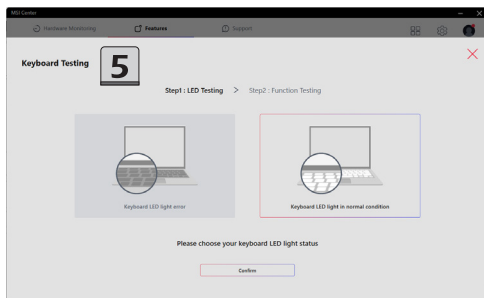 MSI Center
Hardware Monitoring Features Support
Keyboard Testing 5
Step1 : LED Testing > Step2 : Function Testing
Keyboard LED light error Keyboard LED light in normal condition
Please choose your keyboard LED light status
Confirm